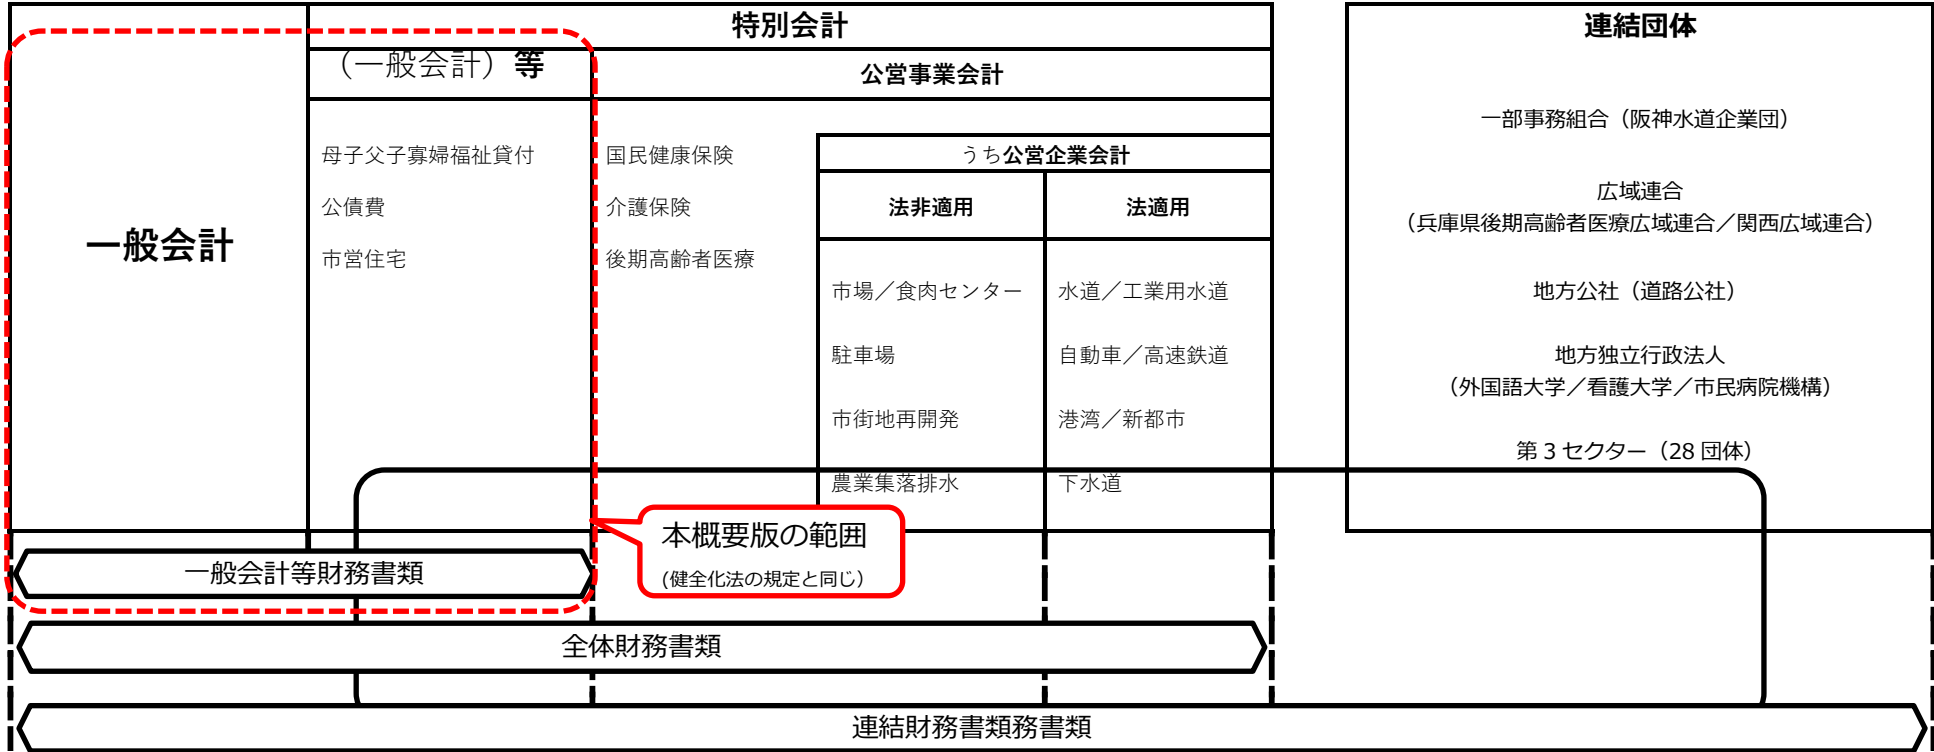 特別会計
連結団体
（一般会計）等
公営事業会計
一般会計
母子父子寡婦福祉貸付
公債費
市営住宅
国民健康保険
介護保険
後期高齢者医療
うち公営企業会計
法非適用
法適用
市場／食肉センター
駐車場
市街地再開発
農業集落排水
水道／工業用水道
自動車／高速鉄道
港湾／新都市
下水道
一部事務組合（阪神水道企業団）
広域連合
（兵庫県後期高齢者医療広域連合／関西広域連合）
地方公社（道路公社）
地方独立行政法人
（外国語大学／看護大学／市民病院機構）
第３セクター（28 団体）
本概要版の範囲
(健全化法の規定と同じ）
一般会計等財務書類
全体財務書類
連結財務書類務書類